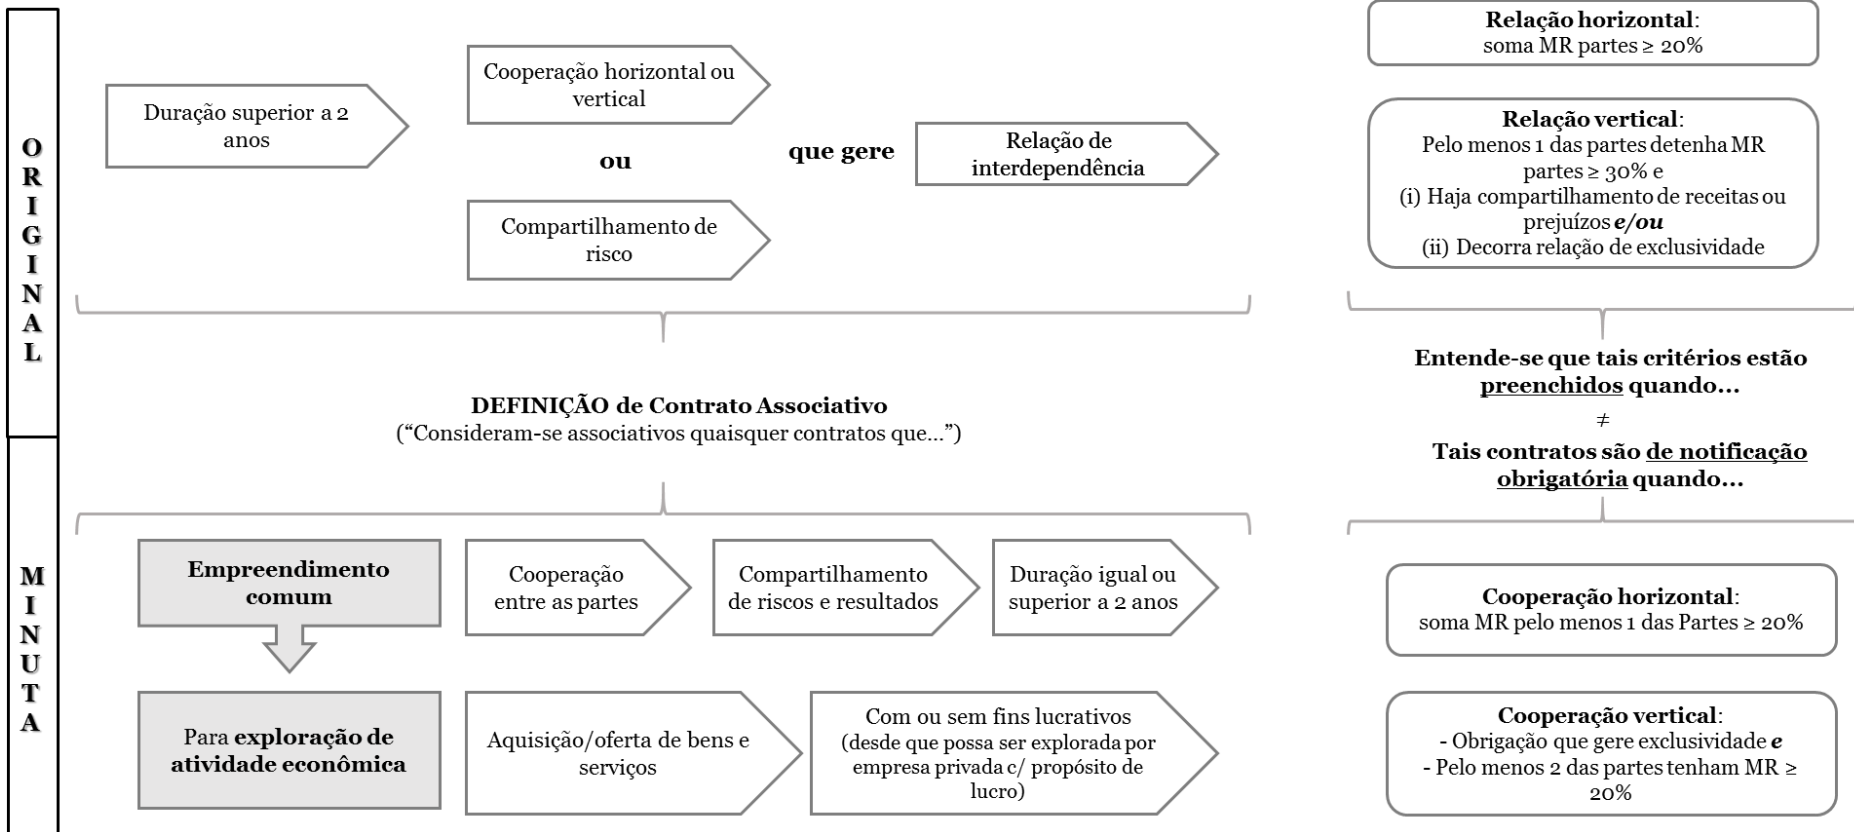 ORIGINAL
Duração superior a 2
anos
Cooperação horizontal ou
vertical
ou
Compartilhamento de
risco
que gere
Relação de
interdependência
Relação horizontal:
soma MR partes ≥ 20%
Relação vertical:
Pelo menos 1 das partes detenha MR
partes ≥ 30% e
(i) Haja compartilhamento de receitas ou
prejuízos e/ou
(ii) Decorra relação de exclusividade
DEFINIÇÃO de Contrato Associativo
(“Consideram-se associativos quaisquer contratos que...”)
Entende-se que tais critérios estão
preenchidos quando...
≠
Tais contratos são de notificação
obrigatória quando...
MINUTA
Empreendimento
comum
Cooperação
entre as partes
Compartilhamento
de riscos e resultados
Duração igual ou
superior a 2 anos
Para exploração de
atividade econômica
Aquisição/oferta de bens e
serviços
Com ou sem fins lucrativos
(desde que possa ser explorada por
empresa privada c/ propósito de
lucro)
Cooperação horizontal:
soma MR pelo menos 1 das Partes ≥ 20%
Cooperação vertical:
- Obrigação que gere exclusividade e
- Pelo menos 2 das partes tenham MR ≥
20%